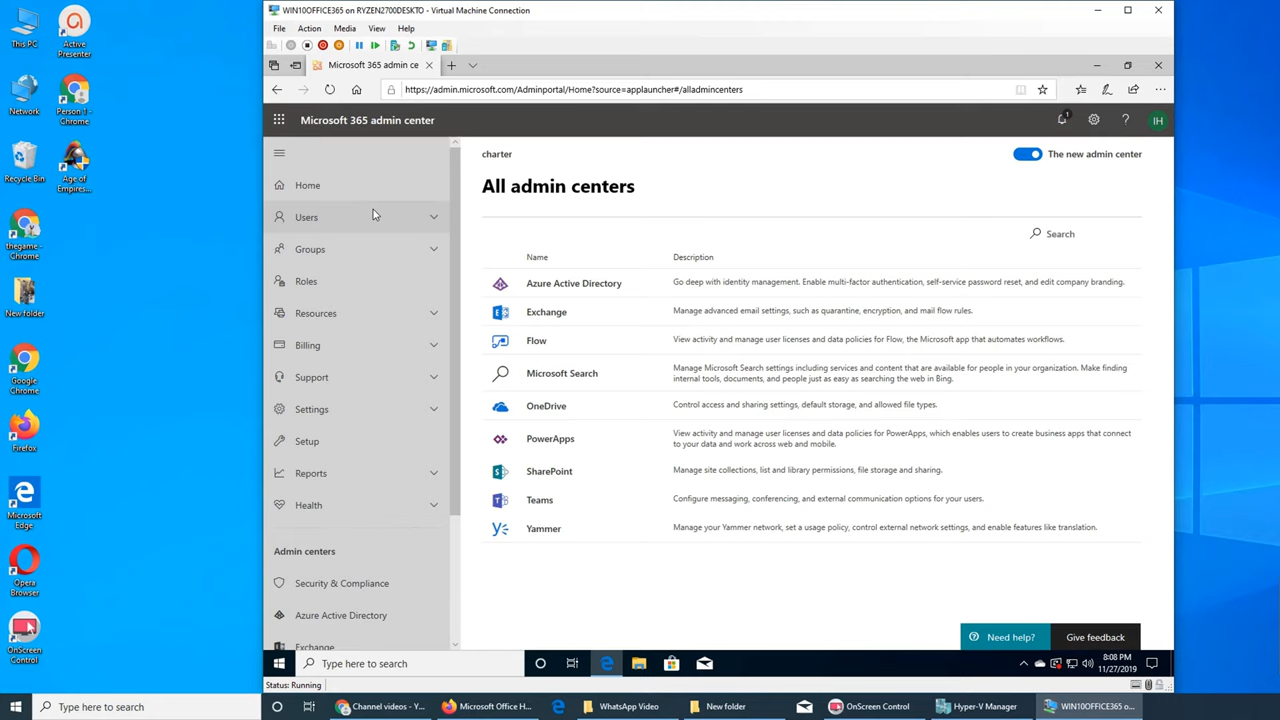 This PC
Active
Presenter
Network
Person 1 -
Chrome
Recycle Bin
Age of
Empires...
thegame -
Chrome
New folder
Google
Chrome
Firefox
Microsoft
Edge
Opera
Browser
OnScreen
Control
WIN10OFFICE365 on RYZEN2700DESKTO - Virtual Machine Connection
File Action Media View Help
Microsoft 365 admin ce
https://admin.microsoft.com/Adminportal/Home?source=applauncher#/alladmincenters
Microsoft 365 admin center
1
IH
Home
Users
Groups
Roles
Resources
Billing
Support
Settings
Setup
Reports
Health
Admin centers
Security & Compliance
Azure Active Directory
Exchange
charter
The new admin center
All admin centers
Search
Name Description
Azure Active Directory Go deep with identity management. Enable multi-factor authentication, self-service password reset, and edit company branding.
Exchange Manage advanced email settings, such as quarantine, encryption, and mail flow rules.
Flow View activity and manage user licenses and data policies for Flow, the Microsoft app that automates workflows.
Microsoft Search Manage Microsoft Search settings including services and content that are available for people in your organization. Make finding
internal tools, documents, and people just as easy as searching the web in Bing.
OneDrive Control access and sharing settings, default storage, and allowed file types.
PowerApps View activity and manage user licenses and data policies for PowerApps, which enables users to create business apps that connect
to your data and work across web and mobile.
SharePoint Manage site collections, list and library permissions, file storage and sharing.
Teams Configure messaging, conferencing, and external communication options for your users.
Yammer Manage your Yammer network, set a usage policy, control external network settings, and enable features like translation.
Need help? Give feedback
Type here to search
8:08 PM
11/27/2019
Status: Running
Type here to search
Channel videos - Y...
Microsoft Office H...
WhatsApp Video
New folder
OnScreen Control
Hyper-V Manager
WIN10OFFICE365 o...